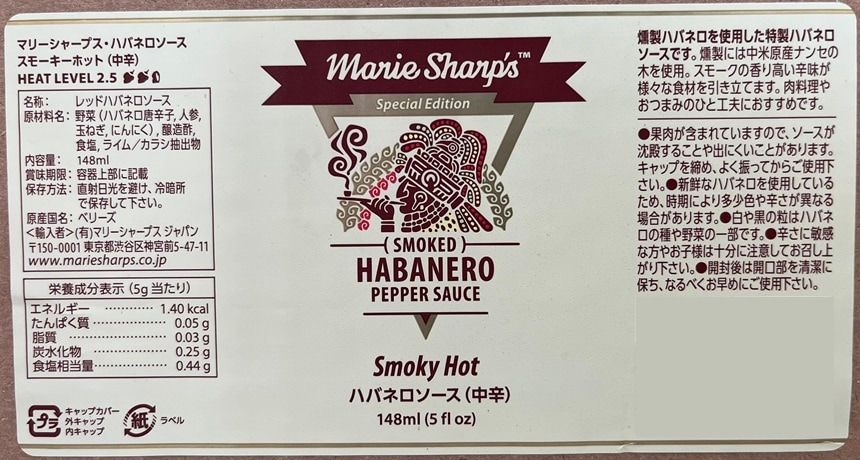 マリーシャープス・ハバネロソース
スモーキーホット（中辛）
HEAT LEVEL 2.5
名称： レッドハバネロソース
原材料名：野菜（ハバネロ唐辛子,人参,
玉ねぎ,にんにく）,醸造酢,
食塩,ライム／カラシ抽出物
内容量： 148ml
賞味期限：容器上部に記載
保存方法：直射日光を避け、冷暗所
で保存して下さい。
原産国名：ベリーズ
＜輸入者＞(有)マリーシャープス ジャパン
〒150-0001 東京都渋谷区神宮前5-47-11
www.mariesharps.co.jp
栄養成分表示（5g 当たり）
エネルギー ………… 1.40 kcal
たんぱく質 ………… 0.05 g
脂質 ………… 0.03 g
炭水化物 ………… 0.25 g
食塩相当量 ………… 0.44 g
プラ
キャップカバー
外キャップ
内キャップ
紙
ラベル
Marie Sharp's™
Special Edition
(SMOKED)
HABANERO
PEPPER SAUCE
Smoky Hot
ハバネロソース（中辛）
148ml (5 fl oz)
燻製ハバネロを使用した特製ハバネロ
ソースです。燻製には中米原産ナンセの
木を使用。スモークの香り高い辛味が
様々な食材を引き立てます。肉料理や
おつまみのひと工夫におすすめです。
●果肉が含まれていますので、ソースが
沈殿することや出にくいことがあります。
キャップを締め、よく振ってからご使用下
さい。●新鮮なハバネロを使用している
ため、時期により多少色や辛さが異なる
場合があります。●白や黒の粒はハバネ
ロの種や野菜の一部です。●辛さに敏感
な方やお子様は十分に注意してお召し上
がり下さい。●開封後は開口部を清潔に
保ち、なるべくお早めにご使用下さい。